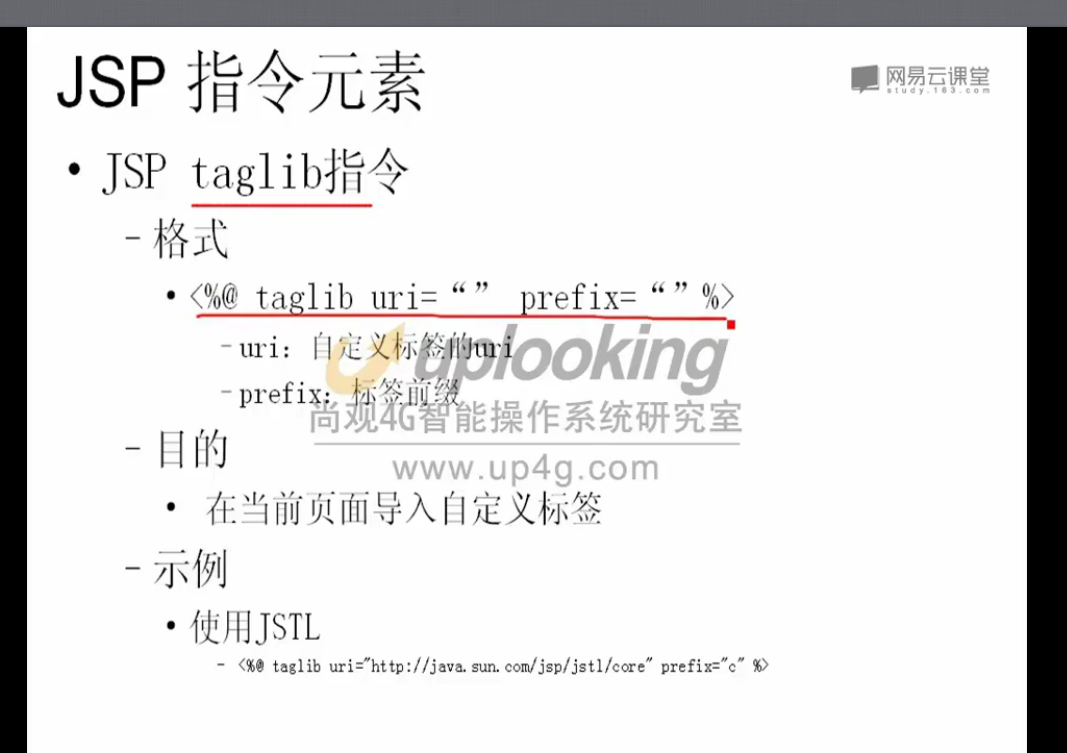 JSP 指令元素
网易云课堂
study.163.com
• JSP taglib指令
– 格式
• <%@ taglib uri=“” prefix=“”%>
– uri：自定义标签的uri
uplooking
– prefix：标签前缀
尚观4G智能操作系统研究室
– 目的
www.up4g.com
• 在当前页面导入自定义标签
– 示例
• 使用JSTL
– <%@ taglib uri="http://java.sun.com/jsp/jstl/core" prefix="c" %>